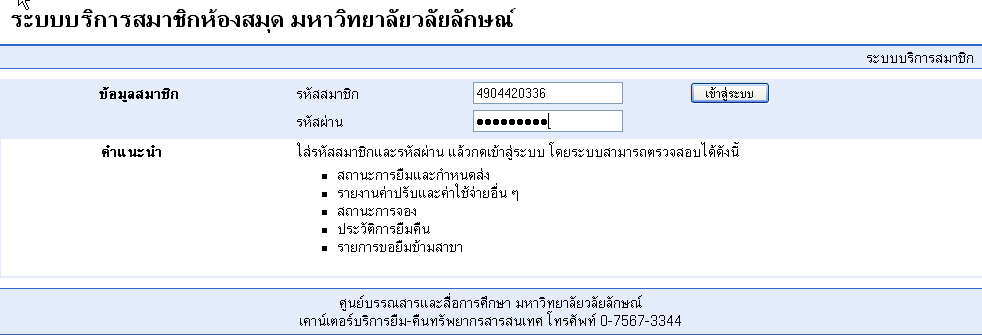 ระบบบริการสมาชิกห้องสมุด มหาวิทยาลัยวลัยลักษณ์
ระบบบริการสมาชิก
ข้อมูลสมาชิก รหัสสมาชิก 4904420336 เข้าสู่ระบบ
รหัสผ่าน ●●●●●●●●●
คำแนะนำ ใส่รหัสสมาชิกและรหัสผ่าน แล้วกดเข้าสู่ระบบ โดยระบบสามารถตรวจสอบได้ดังนี้
▪ สถานะการยืมและกำหนดส่ง
▪ รายงานค่าปรับและค่าใช้จ่ายอื่น ๆ
▪ สถานะการจอง
▪ ประวัติการยืมคืน
▪ รายการขอยืมข้ามสาขา
ศูนย์บรรณสารและสื่อการศึกษา มหาวิทยาลัยวลัยลักษณ์
เคาน์เตอร์บริการยืม-คืนทรัพยากรสารสนเทศ โทรศัพท์ 0-7567-3344